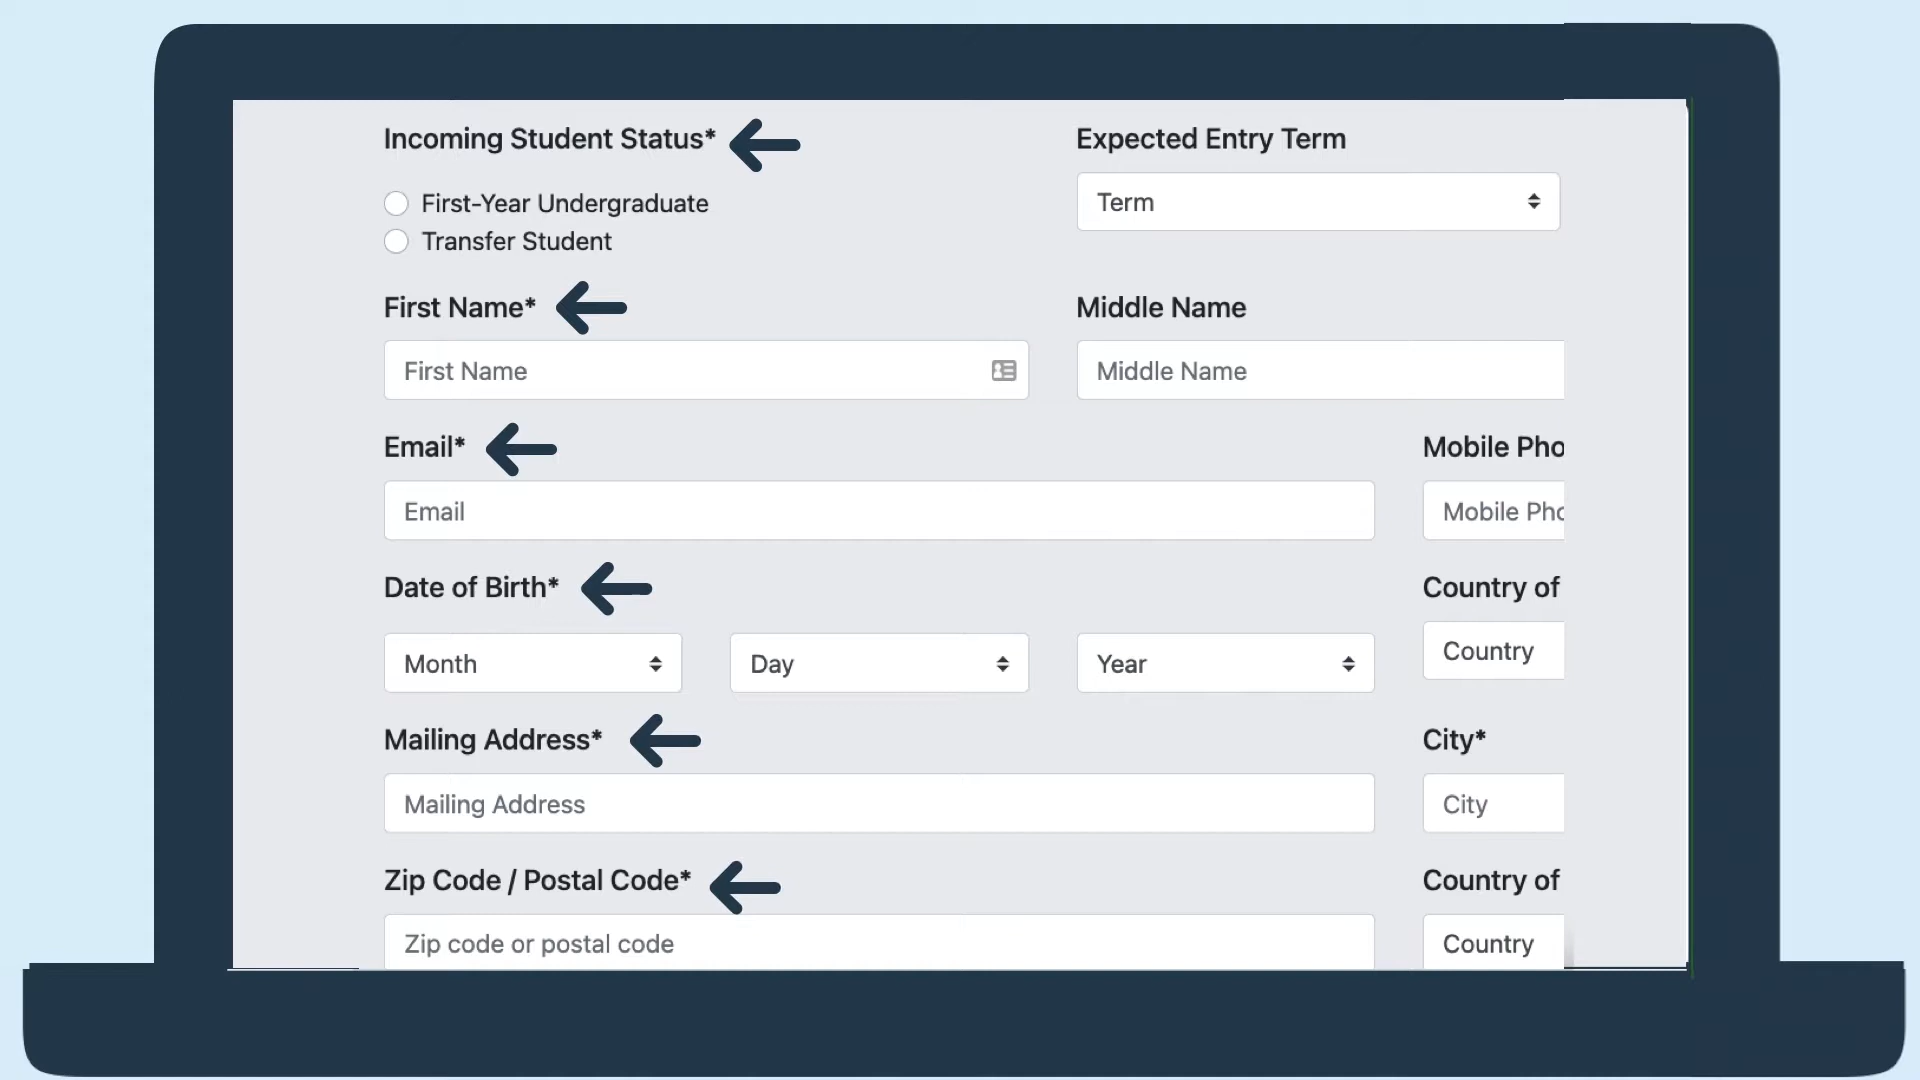 Incoming Student Status*
Expected Entry Term
First-Year Undergraduate
Term
Transfer Student
First Name*
Middle Name
First Name
Middle Name
Email*
Mobile Pho
Email
Mobile Pho
Date of Birth*
Country of
Month
Day
Year
Country
Mailing Address*
City*
Mailing Address
City
Zip Code / Postal Code*
Country of
Zip code or postal code
Country